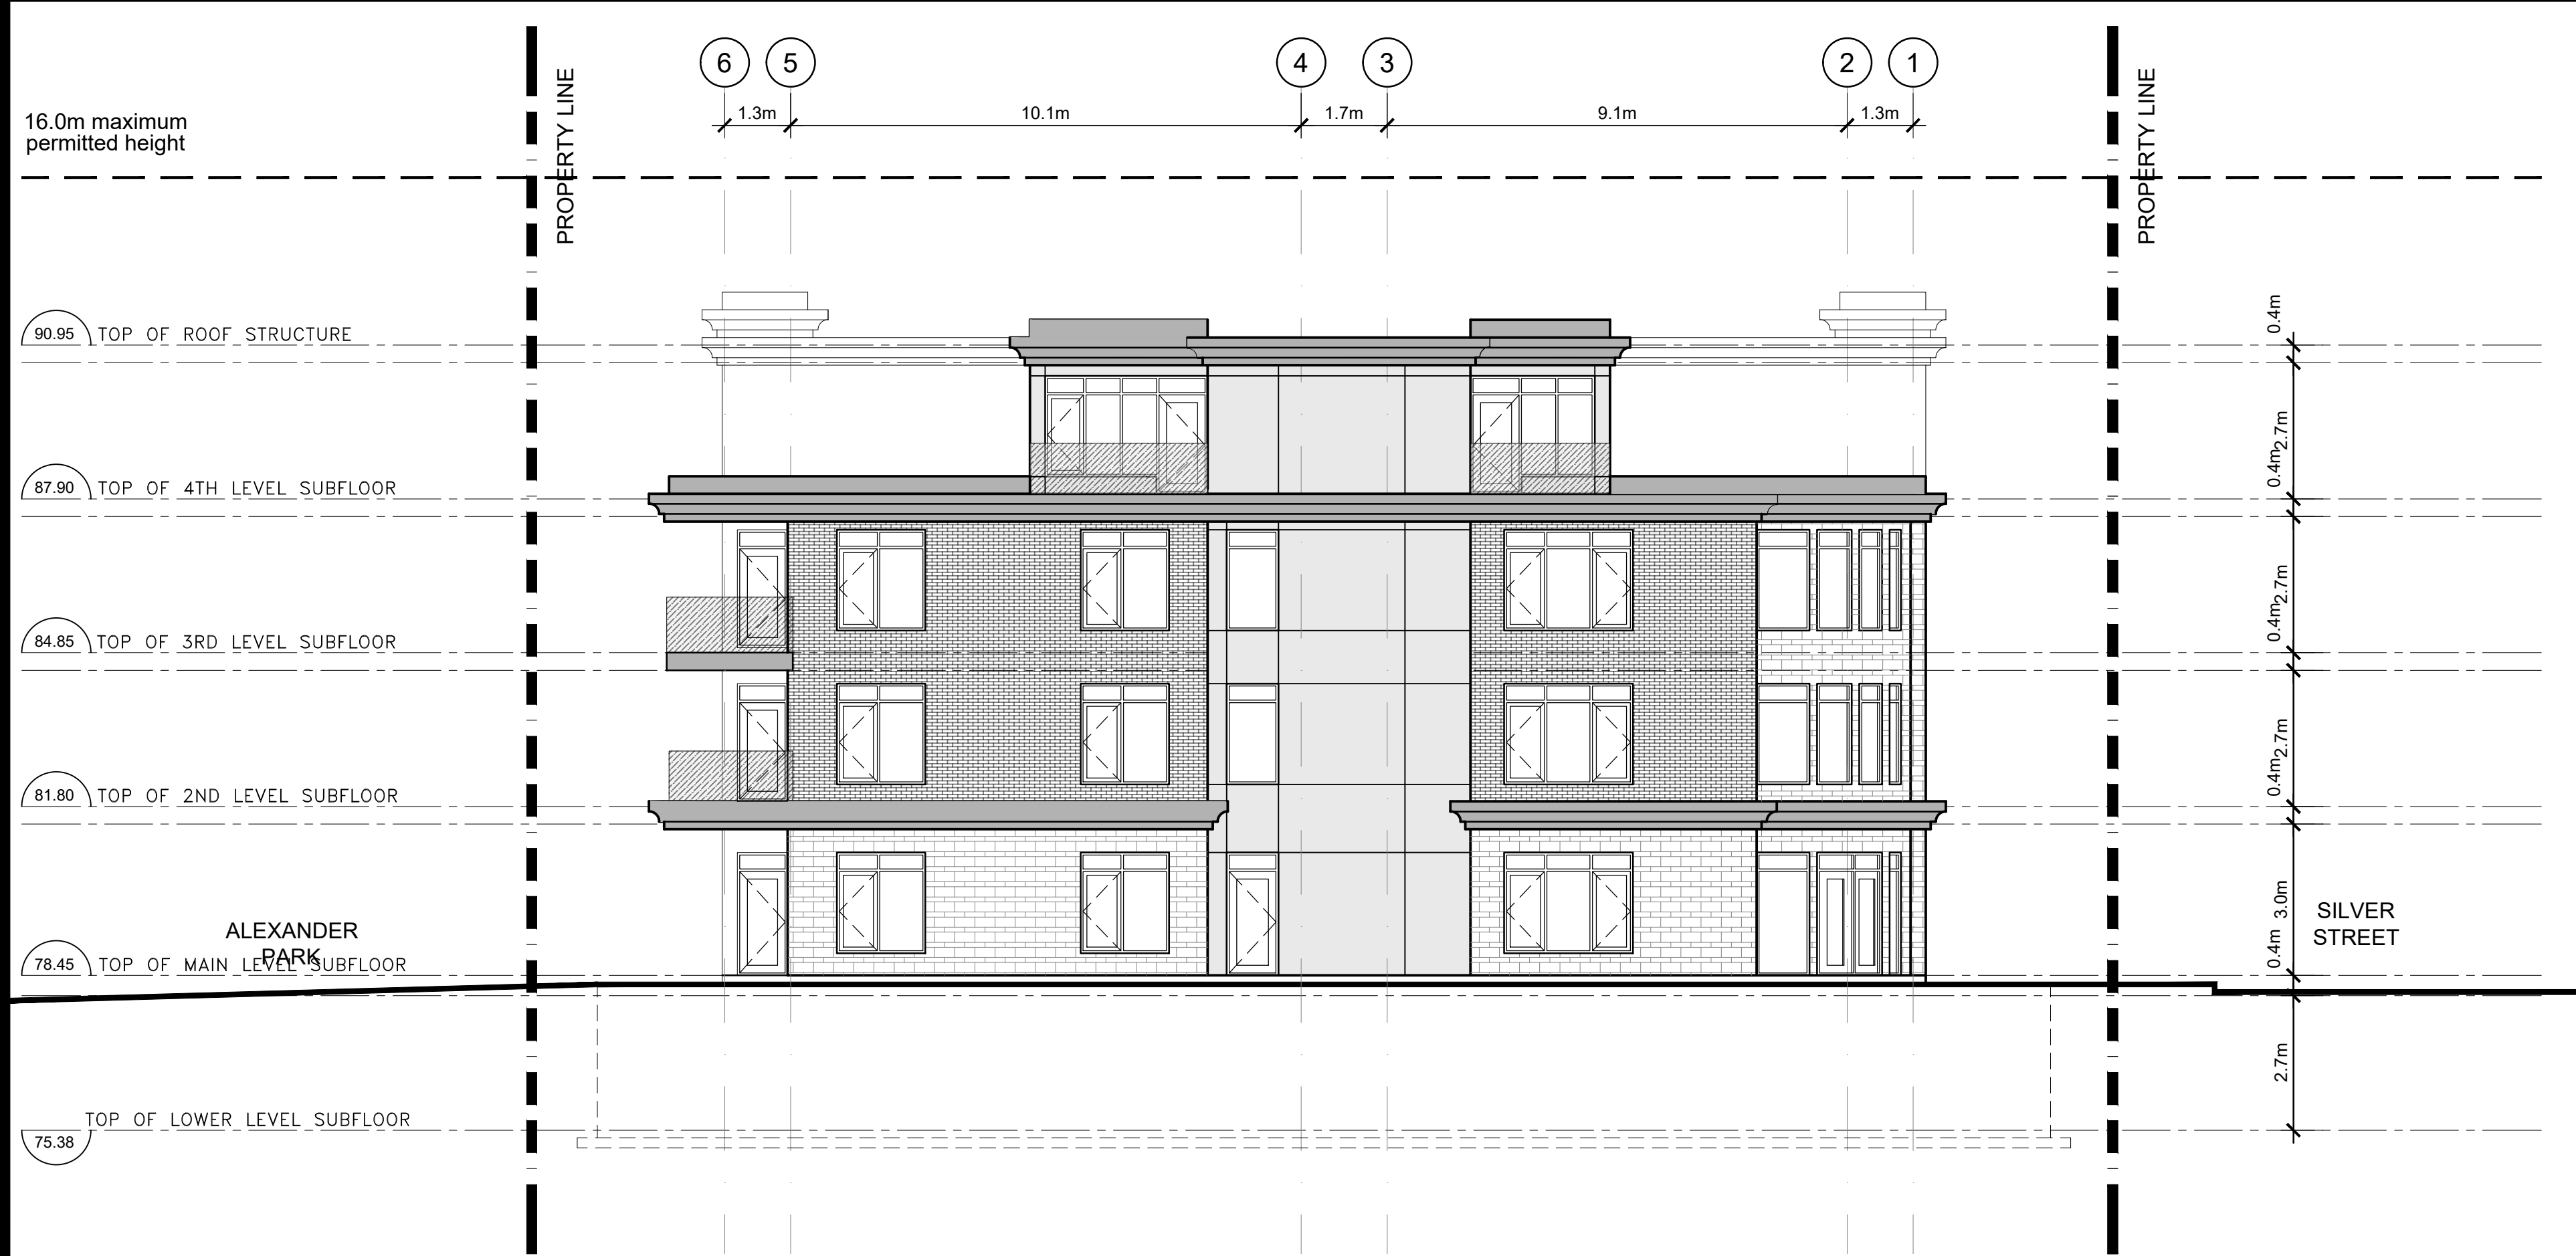 6
5
4
3
2
1
1.3m
10.1m
1.7m
9.1m
1.3m
PROPERTY LINE
PROPERTY LINE
16.0m maximum
permitted height
90.95 TOP OF ROOF STRUCTURE
0.4m
2.7m
87.90 TOP OF 4TH LEVEL SUBFLOOR
0.4m
2.7m
84.85 TOP OF 3RD LEVEL SUBFLOOR
0.4m
2.7m
81.80 TOP OF 2ND LEVEL SUBFLOOR
0.4m
3.0m
ALEXANDER
PARK
SILVER
STREET
78.45 TOP OF MAIN LEVEL SUBFLOOR
0.4m
2.7m
TOP OF LOWER LEVEL SUBFLOOR
75.38